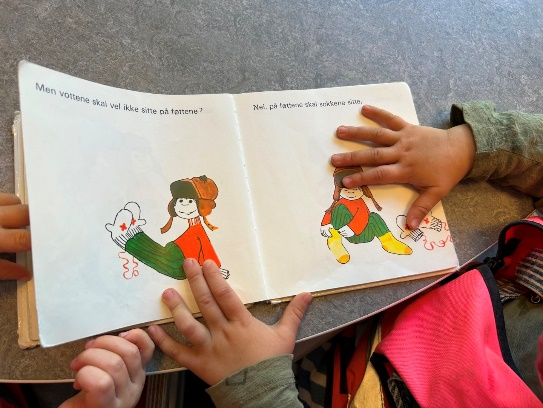 Men vottene skal vel ikke sitte på føttene?
Nei, på føttene skal sokkene sitte.